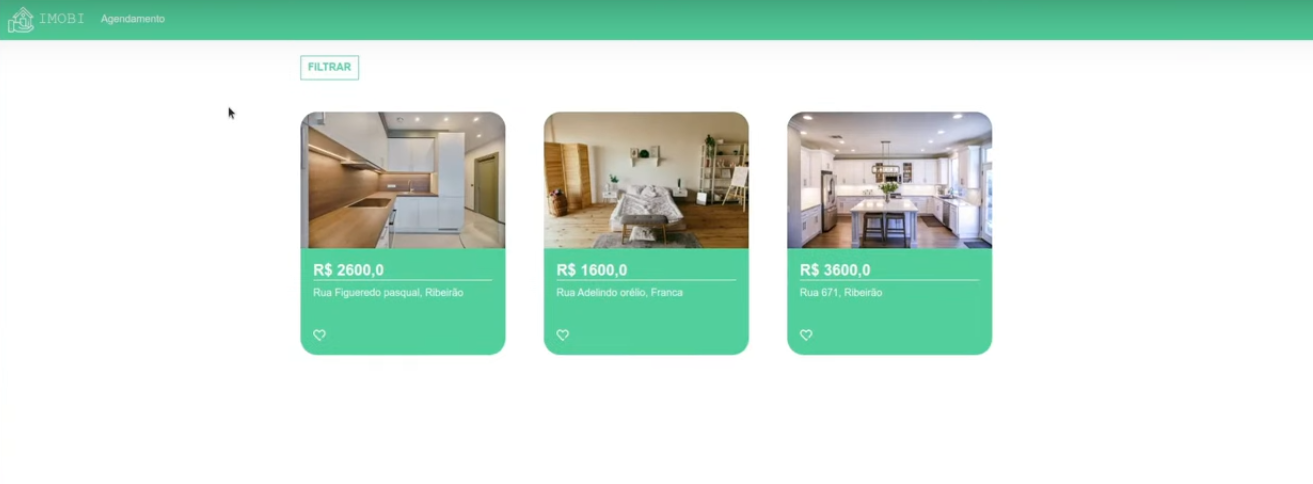 IMOBI Agendamento
FILTRAR
R$ 2600,0
Rua Figueredo pasqual, Ribeirão
R$ 1600,0
Rua Adelindo orélio, Franca
R$ 3600,0
Rua 671, Ribeirão